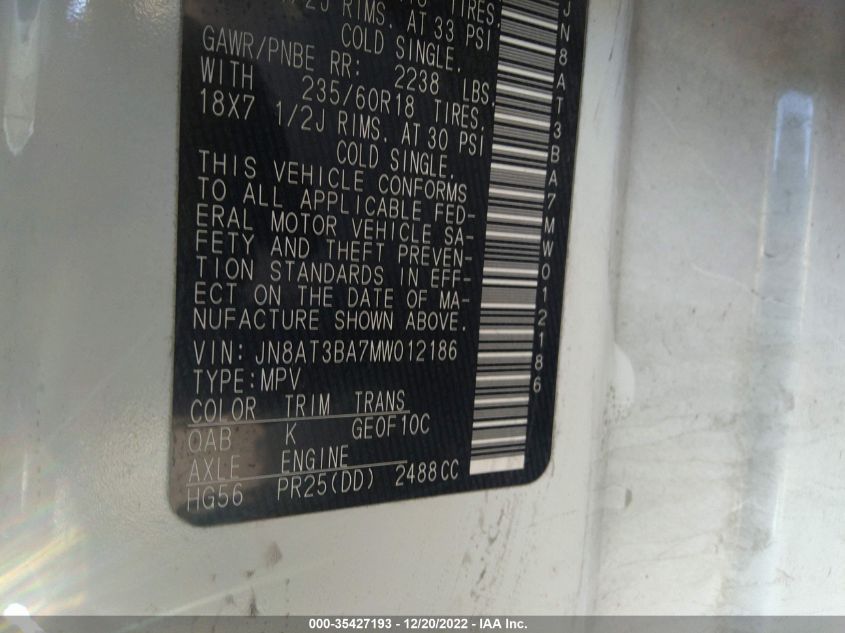 1/2J RIMS. AT 33 PSI
COLD SINGLE.
GAWR/PNBE RR: 2238 LBS.
WITH 235/60R18 TIRES,
18X7 1/2J RIMS. AT 30 PSI
COLD SINGLE.
THIS VEHICLE CONFORMS
TO ALL APPLICABLE FED-
ERAL MOTOR VEHICLE SA-
FETY AND THEFT PREVEN-
TION STANDARDS IN EFF-
ECT ON THE DATE OF MA-
NUFACTURE SHOWN ABOVE.
VIN: JN8AT3BA7MW012186
TYPE:MPV
COLOR TRIM TRANS
QAB K GE0F10C
AXLE ENGINE
HG56 PR25(DD) 2488CC
JN8AT3BA7MW012186
000-35427193 - 12/20/2022 - IAA Inc.